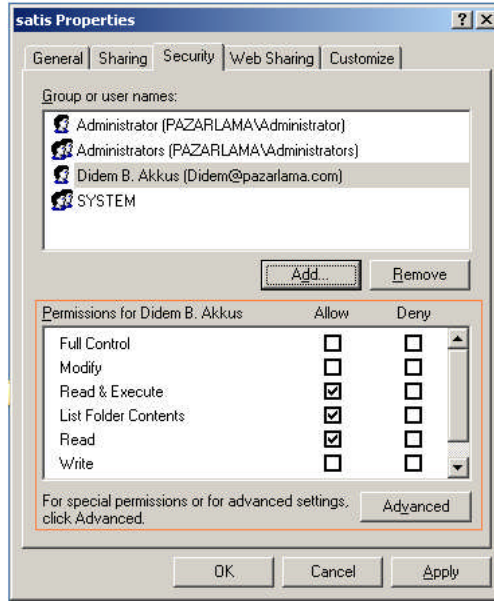 satis Properties
General Sharing Security Web Sharing Customize
Group or user names:
Administrator (PAZARLAMA\Administrator)
Administrators (PAZARLAMA\Administrators)
Didem B. Akkus (Didem@pazarlama.com)
SYSTEM
Add... Remove
Permissions for Didem B. Akkus Allow Deny
Full Control
Modify
Read & Execute
List Folder Contents
Read
Write
For special permissions or for advanced settings,
click Advanced.
Advanced
OK Cancel Apply